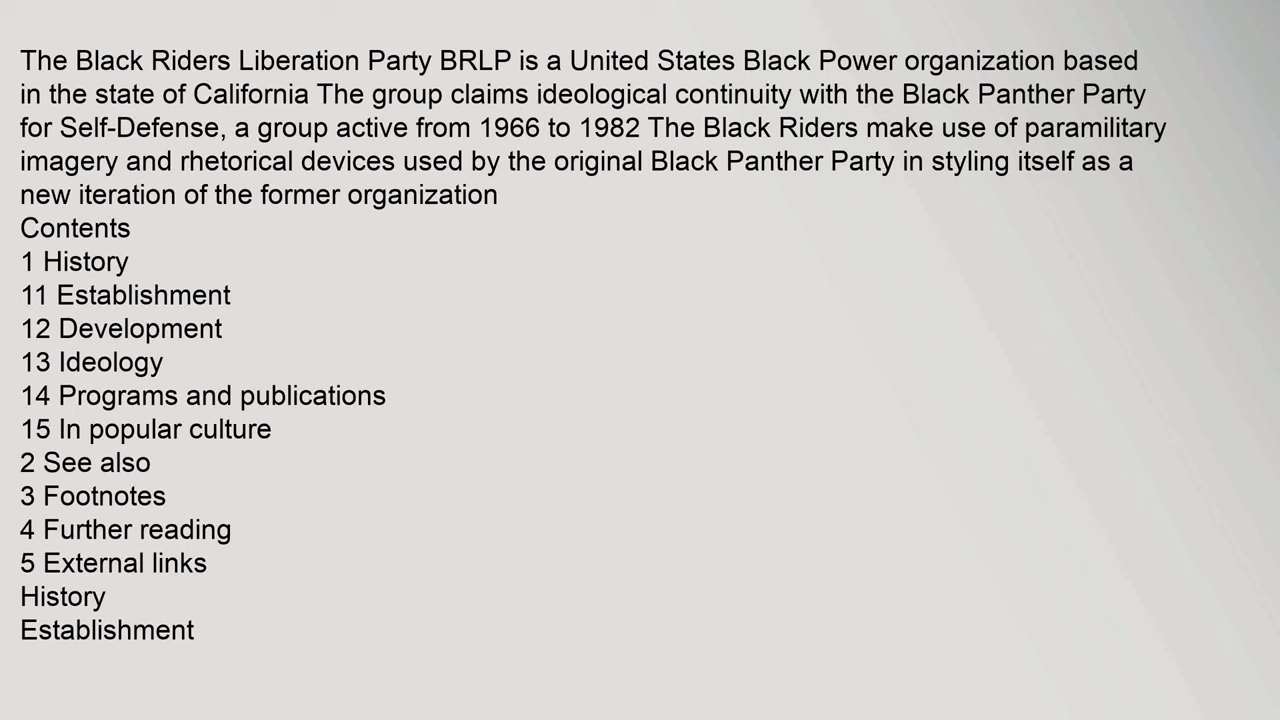 The Black Riders Liberation Party BRLP is a United States Black Power organization based
in the state of California The group claims ideological continuity with the Black Panther Party
for Self-Defense, a group active from 1966 to 1982 The Black Riders make use of paramilitary
imagery and rhetorical devices used by the original Black Panther Party in styling itself as a
new iteration of the former organization
Contents
1 History
11 Establishment
12 Development
13 Ideology
14 Programs and publications
15 In popular culture
2 See also
3 Footnotes
4 Further reading
5 External links
History
Establishment